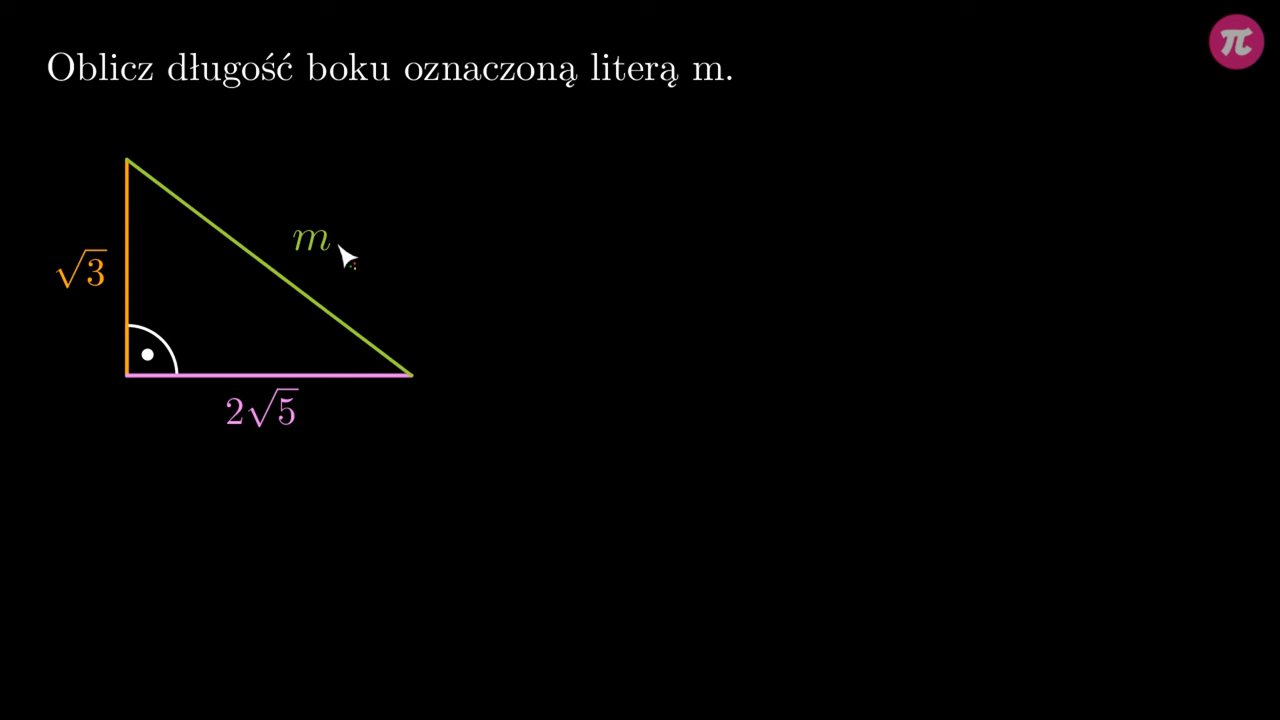 π
Oblicz długość boku oznaczoną literą m.
m
√3
2√5